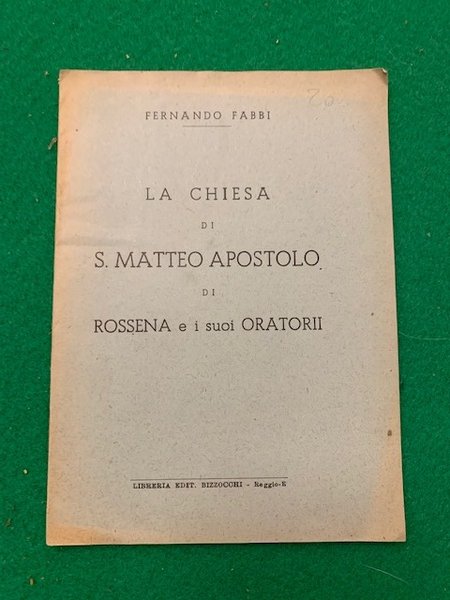 FERNANDO FABBI
LA CHIESA
DI
S. MATTEO APOSTOLO
DI
ROSSENA e i suoi ORATORII
LIBRERIA EDIT. BIZZOCCHI - Reggio-E